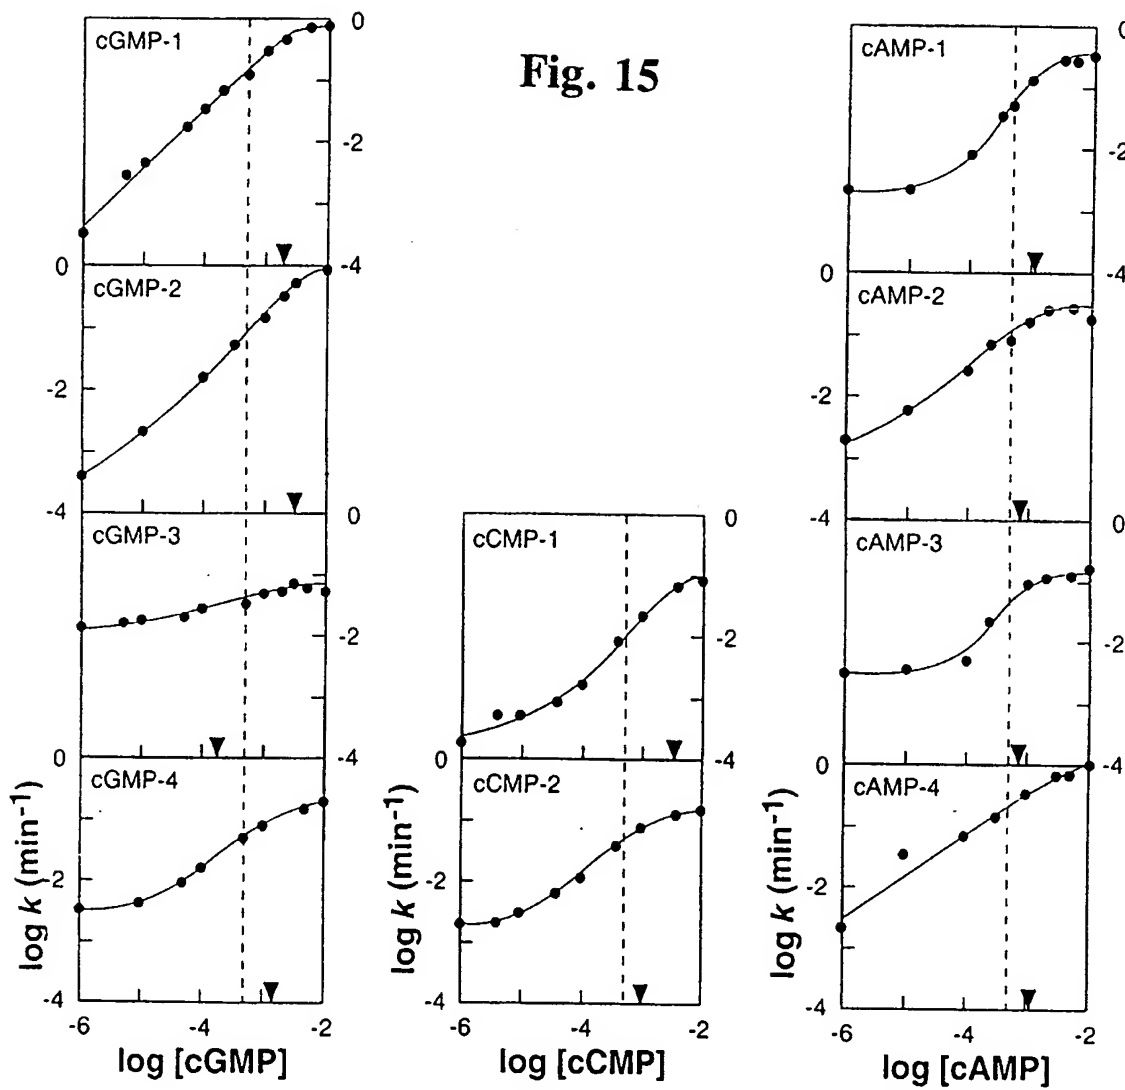 Fig. 15
cGMP-1
0
-2
-4
0
cGMP-2
-2
-4
cGMP-3
0
-2
-4
0
cGMP-4
-2
-4
-6
-4
-2
log k (min⁻¹)
log [cGMP]
cCMP-1
0
-2
-4
0
cCMP-2
-2
-4
-6
-4
-2
log k (min⁻¹)
log [cCMP]
cAMP-1
0
-2
-4
0
cAMP-2
-2
-4
cAMP-3
0
-2
-4
0
cAMP-4
-2
-4
-6
-4
-2
log k (min⁻¹)
log [cAMP]